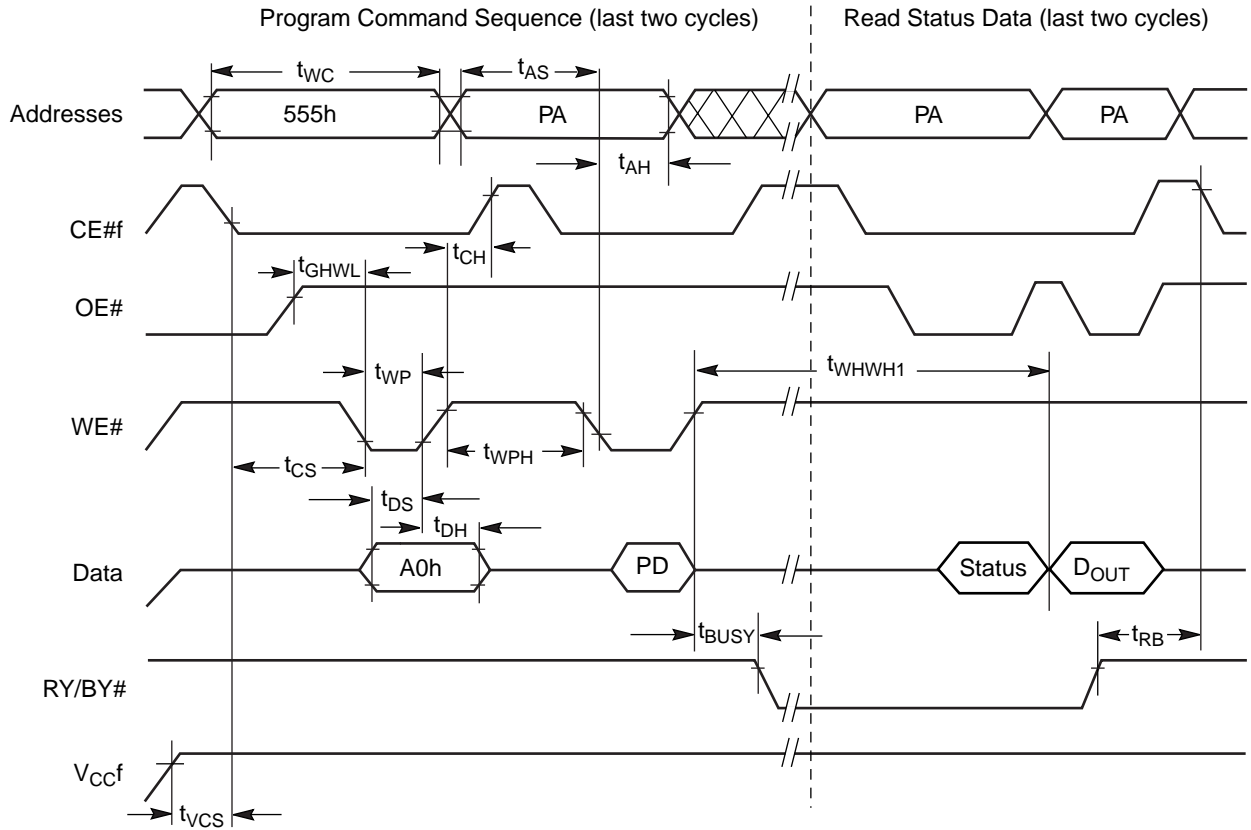 Program Command Sequence (last two cycles)
Read Status Data (last two cycles)
tWC
tAS
Addresses
555h
PA
PA
PA
tAH
CE#f
tCH
tGHWL
OE#
tWP
tWHWH1
WE#
tCS
tWPH
tDS
tDH
Data
A0h
PD
Status
DOUT
tBUSY
tRB
RY/BY#
VCCf
tVCS